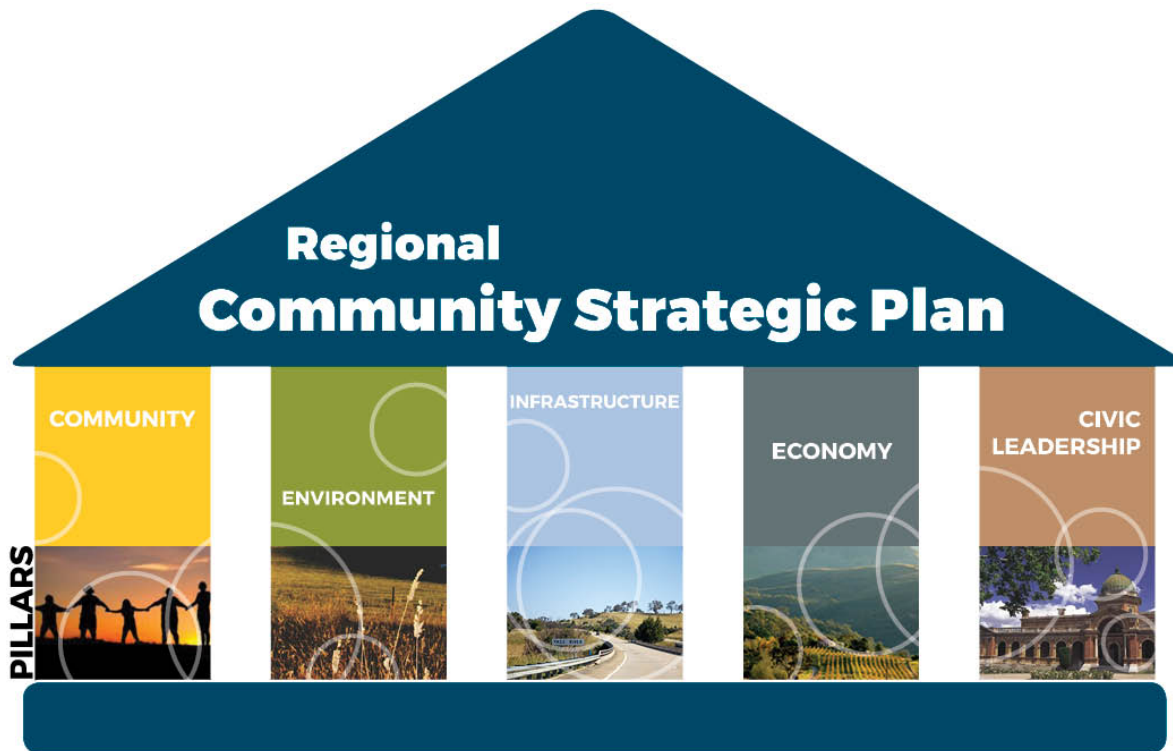 Regional
Community Strategic Plan
COMMUNITY
ENVIRONMENT
INFRASTRUCTURE
ECONOMY
CIVIC
LEADERSHIP
PILLARS